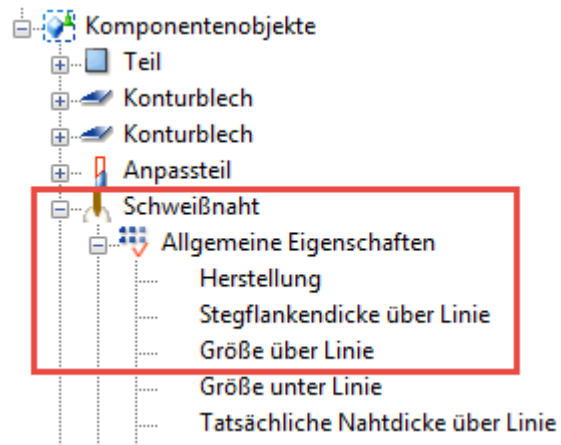 Komponentenobjekte
Teil
Konturblech
Konturblech
Anpassteil
Schweißnaht
Allgemeine Eigenschaften
Herstellung
Stegflankendicke über Linie
Größe über Linie
Größe unter Linie
Tatsächliche Nahtdicke über Linie